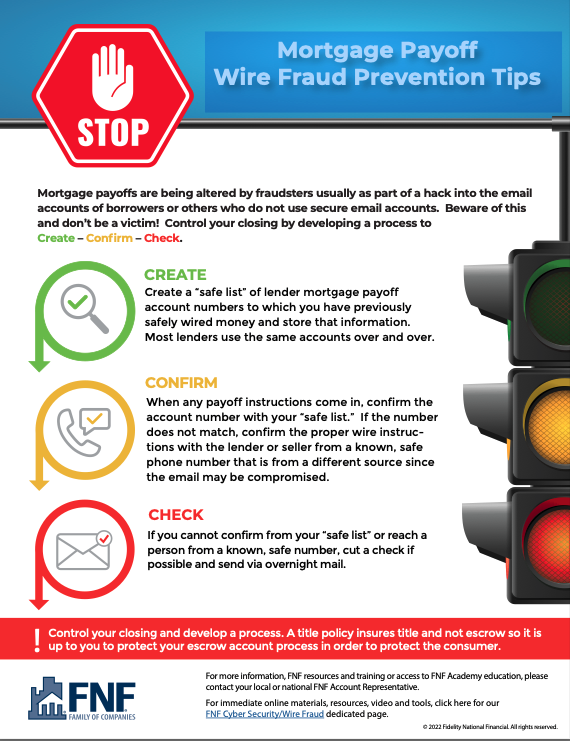 Mortgage Payoff
Wire Fraud Prevention Tips
STOP
Mortgage payoffs are being altered by fraudsters usually as part of a hack into the email
accounts of borrowers or others who do not use secure email accounts.  Beware of this
and don't be a victim!  Control your closing by developing a process to
Create – Confirm – Check.
CREATE
Create a "safe list" of lender mortgage payoff
account numbers to which you have previously
safely wired money and store that information.
Most lenders use the same accounts over and over.
CONFIRM
When any payoff instructions come in, confirm the
account number with your "safe list."  If the number
does not match, confirm the proper wire instruc-
tions with the lender or seller from a known, safe
phone number that is from a different source since
the email may be compromised.
CHECK
If you cannot confirm from your "safe list" or reach a
person from a known, safe number, cut a check if
possible and send via overnight mail.
! Control your closing and develop a process. A title policy insures title and not escrow so it is
up to you to protect your escrow account process in order to protect the consumer.
FNF
FAMILY OF COMPANIES
For more information, FNF resources and training or access to FNF Academy education, please
contact your local or national FNF Account Representative.
For immediate online materials, resources, video and tools, click here for our
FNF Cyber Security/Wire Fraud dedicated page.
© 2022 Fidelity National Financial. All rights reserved.